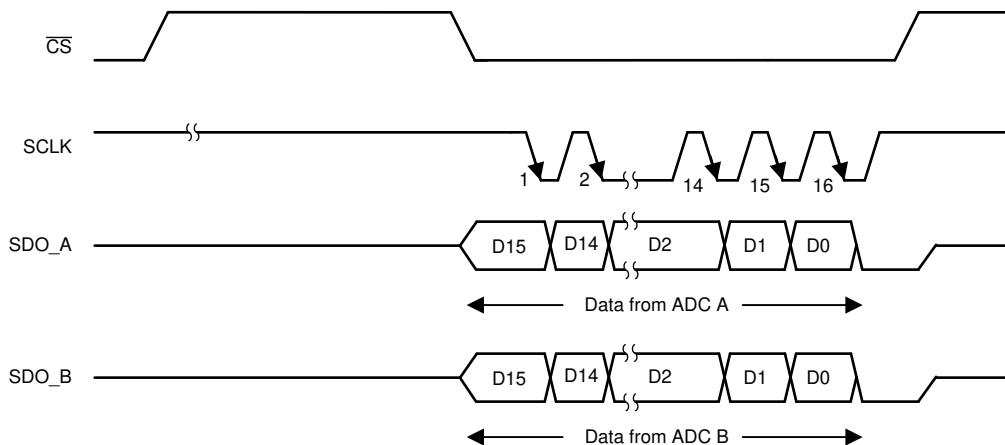 CS
SCLK
1 2 14 15 16
SDO_A D15 D14 D2 D1 D0
Data from ADC A
SDO_B D15 D14 D2 D1 D0
Data from ADC B